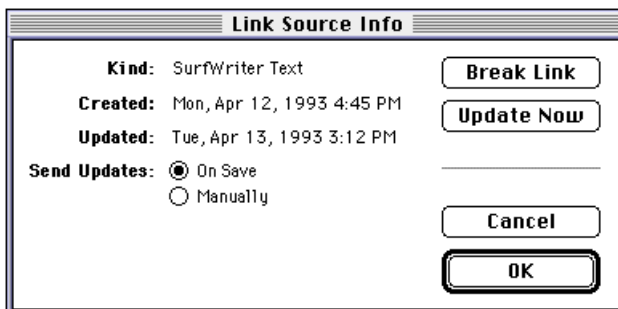 Link Source Info
Kind: SurfWriter Text
Created: Mon, Apr 12, 1993 4:45 PM
Updated: Tue, Apr 13, 1993 3:12 PM
Send Updates: On Save
Manually
Break Link
Update Now
Cancel
OK